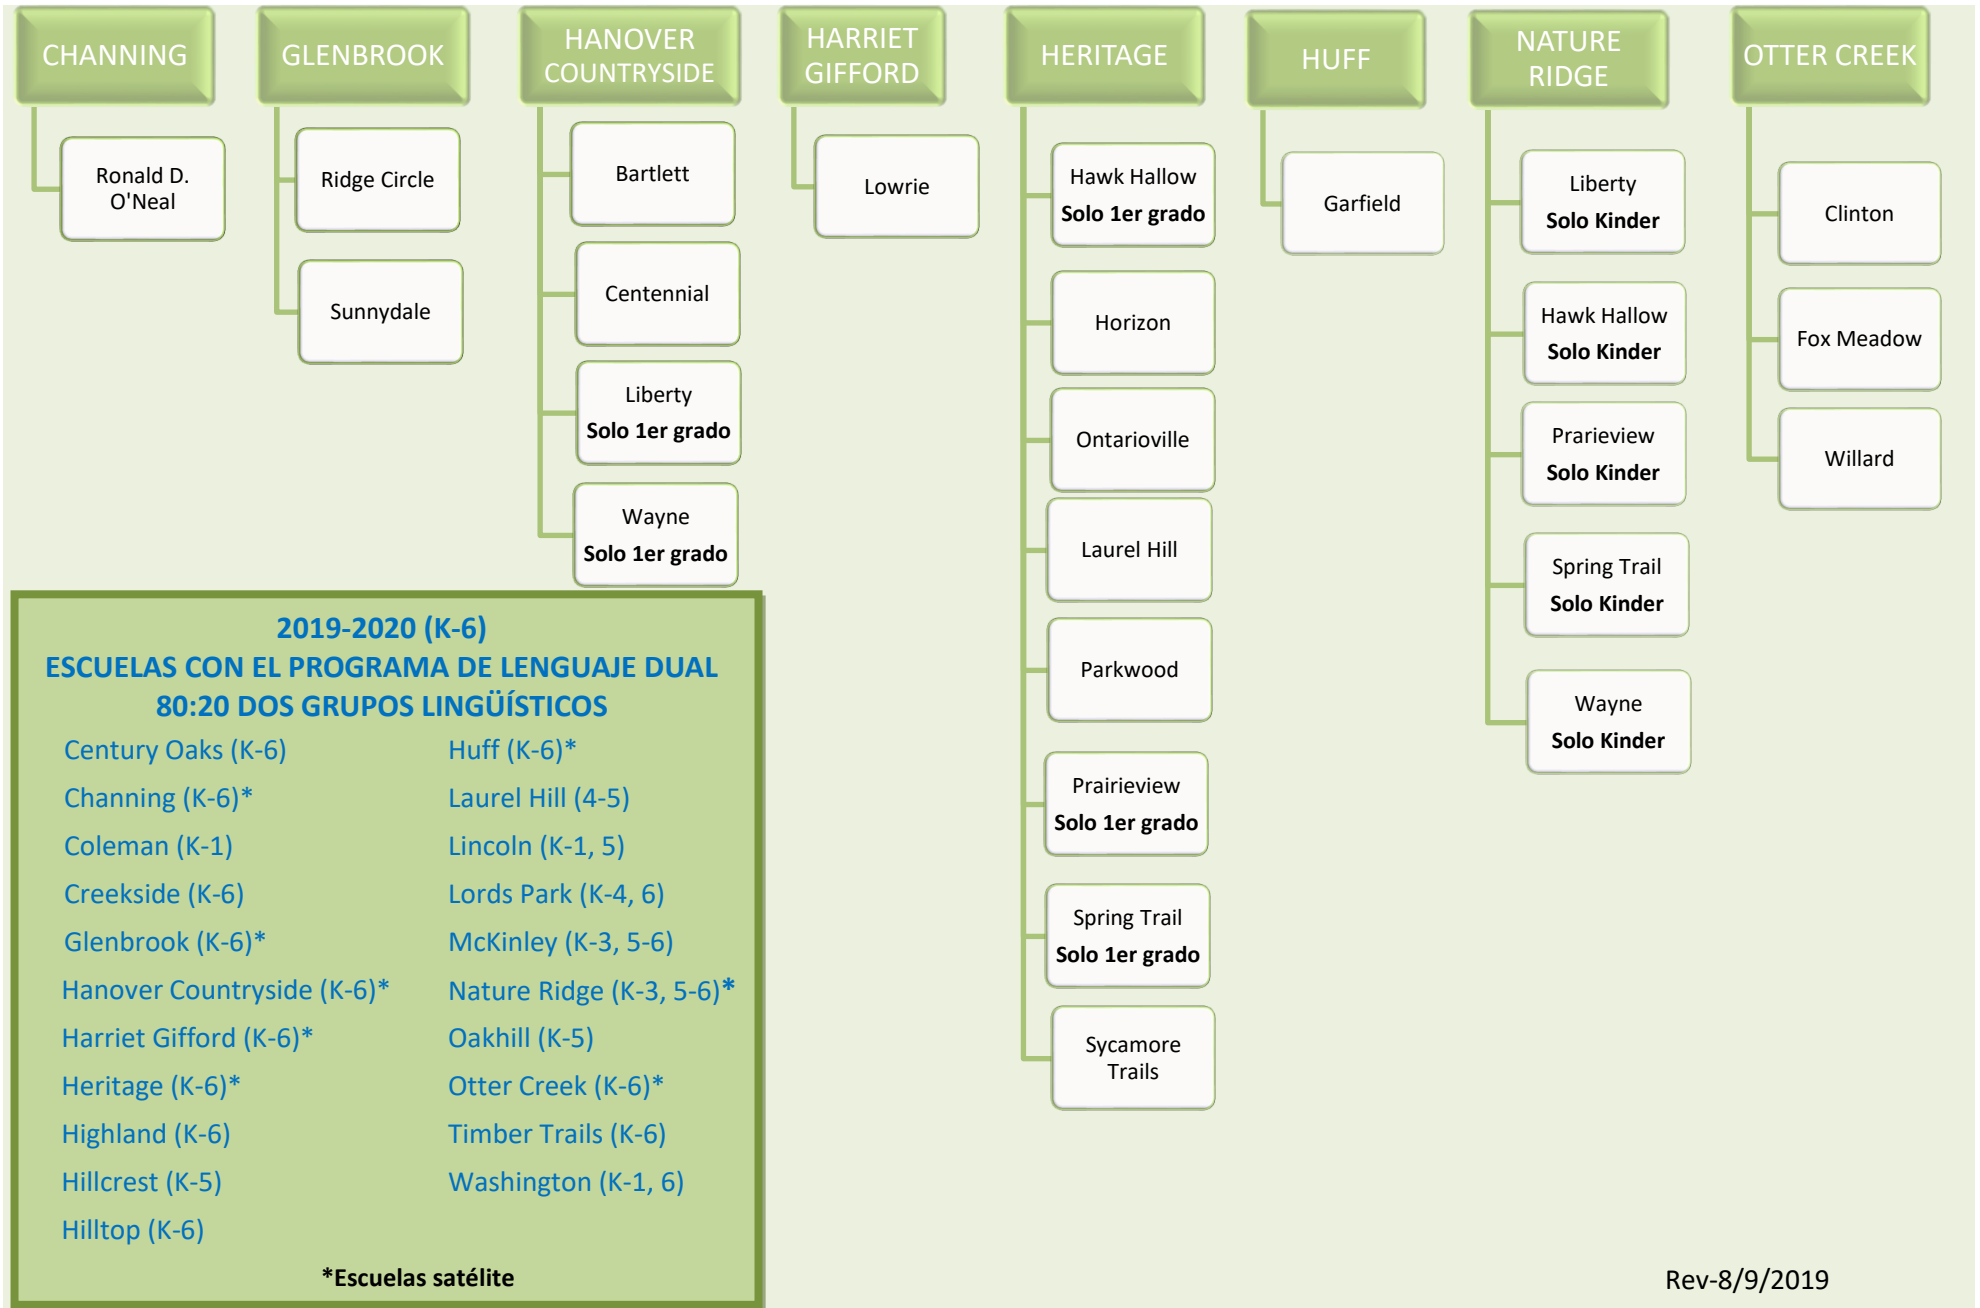 CHANNING
Ronald D.
O'Neal
GLENBROOK
Ridge Circle
Sunnydale
HANOVER
COUNTRYSIDE
Bartlett
Centennial
Liberty
Solo 1er grado
Wayne
Solo 1er grado
HARRIET
GIFFORD
Lowrie
HERITAGE
Hawk Hallow
Solo 1er grado
Horizon
Ontarioville
Laurel Hill
Parkwood
Prairieview
Solo 1er grado
Spring Trail
Solo 1er grado
Sycamore
Trails
HUFF
Garfield
NATURE
RIDGE
Liberty
Solo Kinder
Hawk Hallow
Solo Kinder
Prarieview
Solo Kinder
Spring Trail
Solo Kinder
Wayne
Solo Kinder
OTTER CREEK
Clinton
Fox Meadow
Willard
2019-2020 (K-6)
ESCUELAS CON EL PROGRAMA DE LENGUAJE DUAL
80:20 DOS GRUPOS LINGÜÍSTICOS
Century Oaks (K-6)
Channing (K-6)*
Coleman (K-1)
Creekside (K-6)
Glenbrook (K-6)*
Hanover Countryside (K-6)*
Harriet Gifford (K-6)*
Heritage (K-6)*
Highland (K-6)
Hillcrest (K-5)
Hilltop (K-6)
Huff (K-6)*
Laurel Hill (4-5)
Lincoln (K-1, 5)
Lords Park (K-4, 6)
McKinley (K-3, 5-6)
Nature Ridge (K-3, 5-6)*
Oakhill (K-5)
Otter Creek (K-6)*
Timber Trails (K-6)
Washington (K-1, 6)
*Escuelas satélite
Rev-8/9/2019